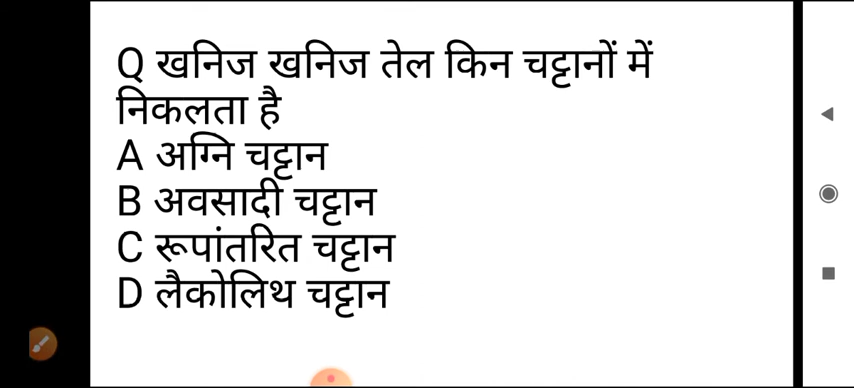 Q खनिज खनिज तेल किन चट्टानों में
निकलता है
A अग्नि चट्टान
B अवसादी चट्टान
C रूपांतरित चट्टान
D लैकोलिथ चट्टान